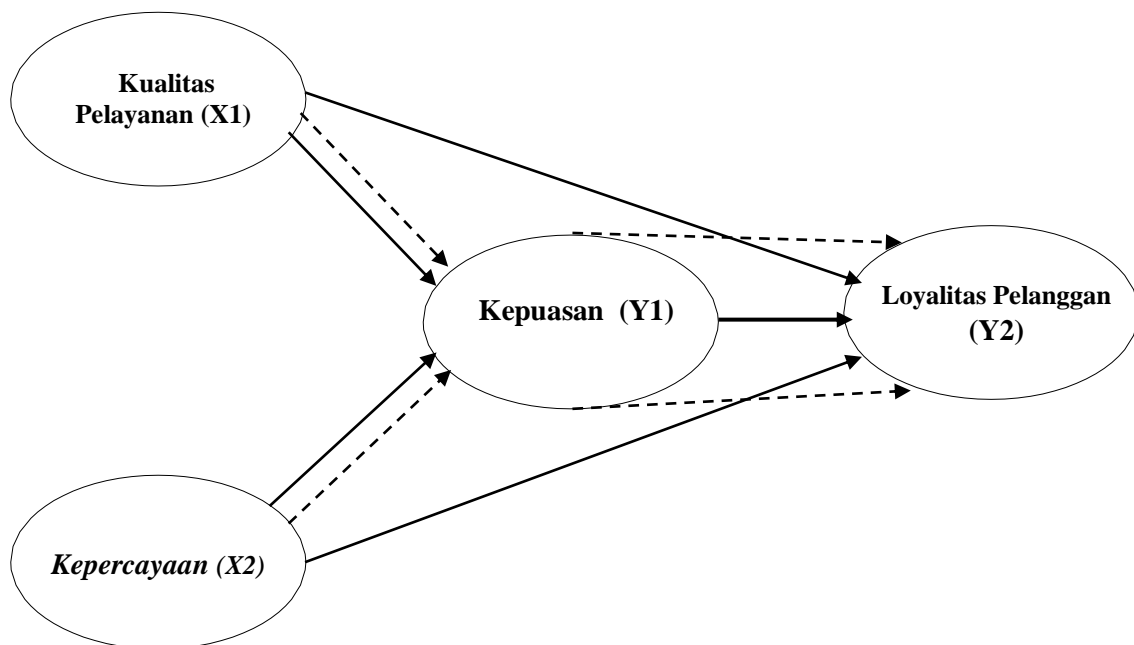 Kualitas
Pelayanan (X1)
Kepuasan (Y1)
Loyalitas Pelanggan
(Y2)
Kepercayaan (X2)